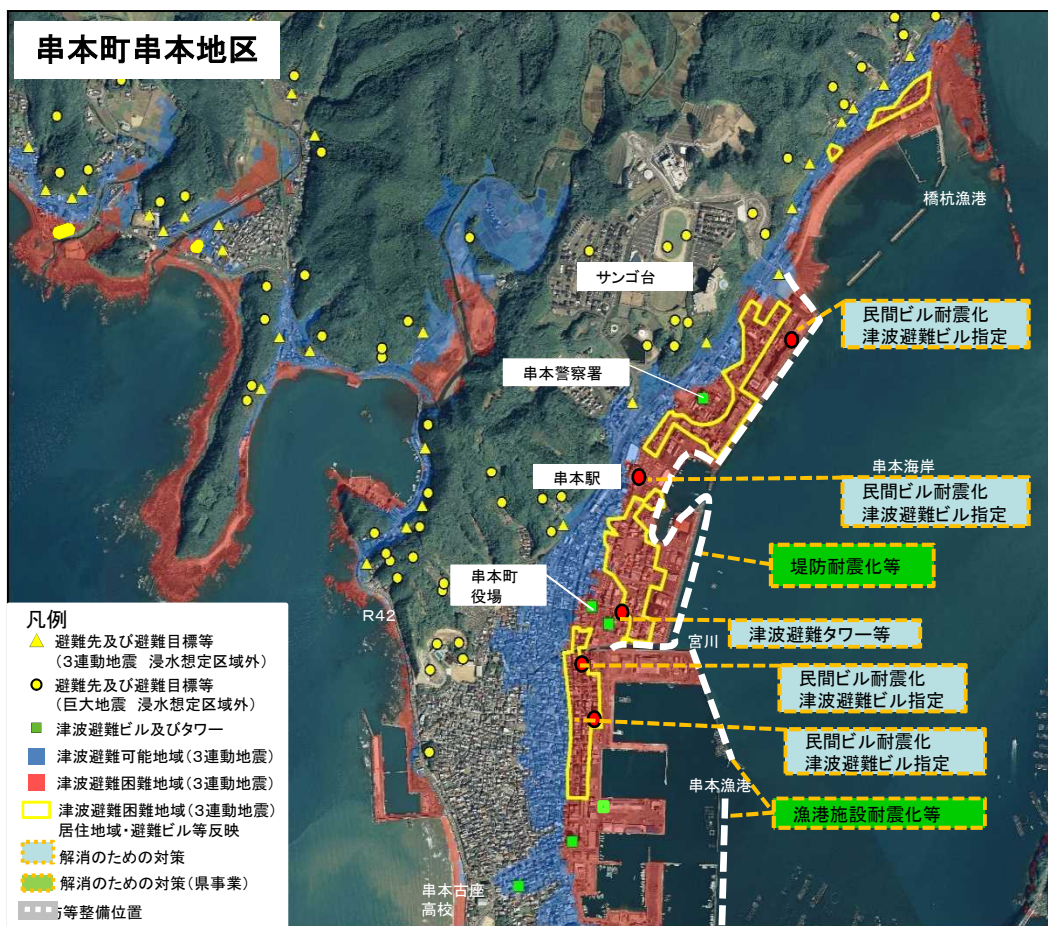 串本町串本地区
橋杭漁港
サンゴ台
民間ビル耐震化
津波避難ビル指定
串本警察署
串本海岸
串本駅
民間ビル耐震化
津波避難ビル指定
堤防耐震化等
串本町
役場
R42
宮川
津波避難タワー等
民間ビル耐震化
津波避難ビル指定
民間ビル耐震化
津波避難ビル指定
串本漁港
漁港施設耐震化等
串本古座
高校
凡例
避難先及び避難目標等
(3連動地震 浸水想定区域外)
避難先及び避難目標等
(巨大地震 浸水想定区域外)
津波避難ビル及びタワー
津波避難可能地域(3連動地震)
津波避難困難地域(3連動地震)
津波避難困難地域(3連動地震)
居住地域・避難ビル等反映
解消のための対策
解消のための対策(県事業)
等整備位置